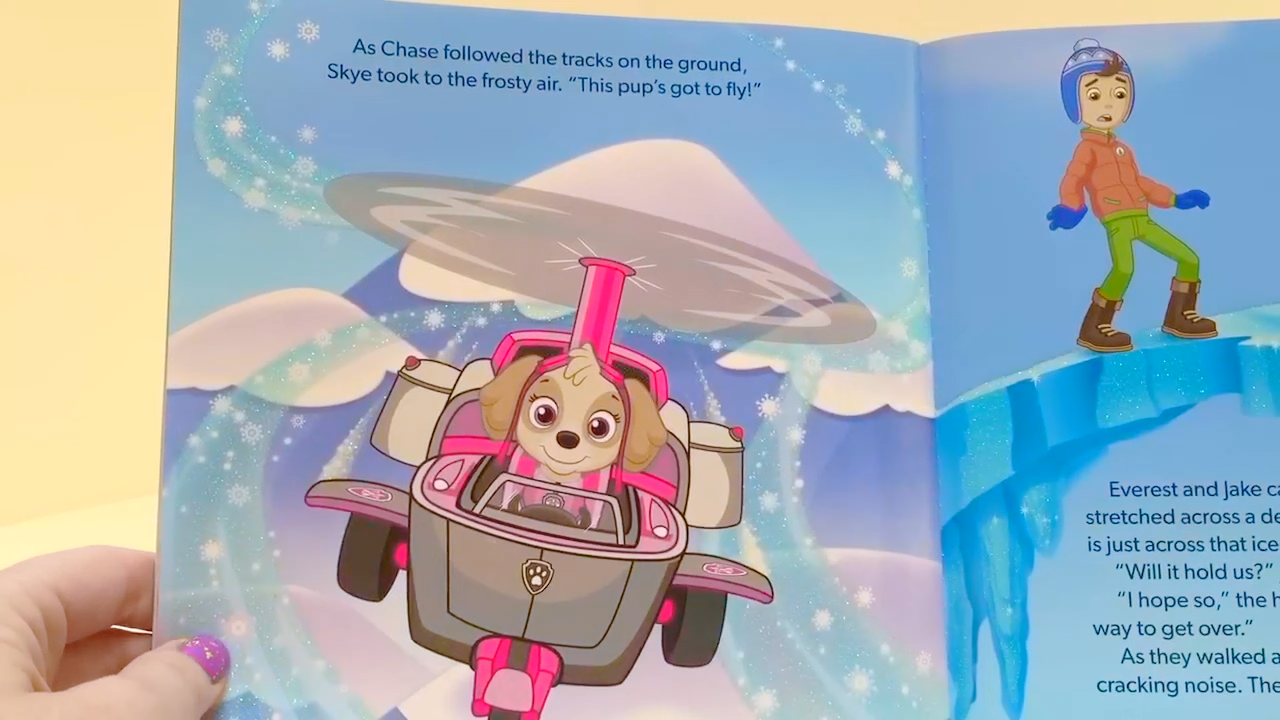 As Chase followed the tracks on the ground,
Skye took to the frosty air. “This pup’s got to fly!”
Everest and Jake
stretched across a
is just across that ice
“Will it hold us?”
“I hope so,” the
way to get over.”
As they walked
cracking noise. The